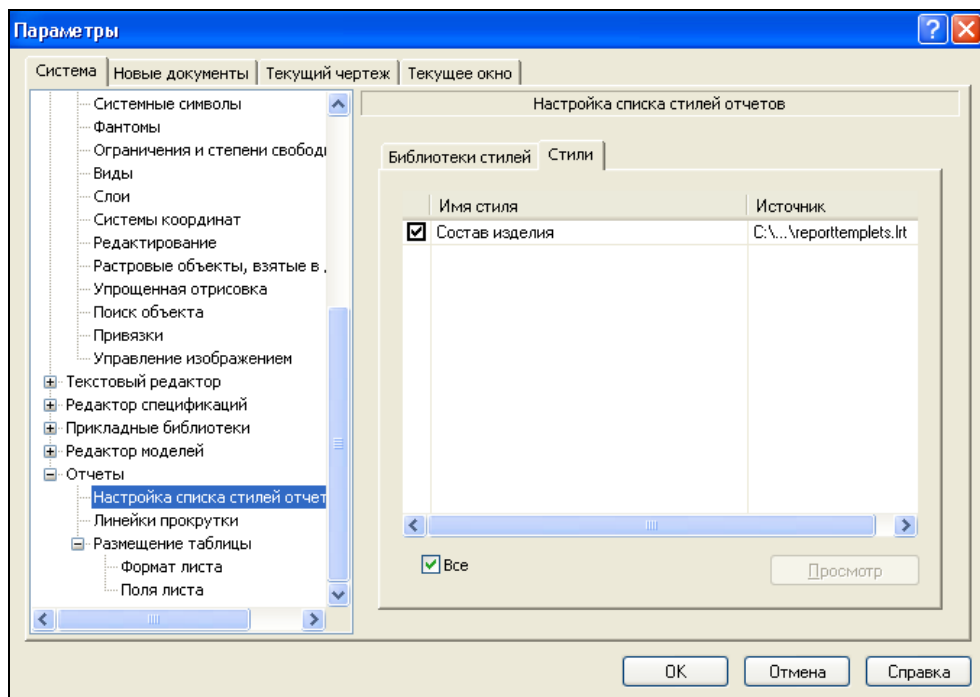 Параметры
Система Новые документы Текущий чертеж Текущее окно
Системные символы
Фантомы
Ограничения и степени свободы
Виды
Слои
Системы координат
Редактирование
Растровые объекты, взятые в
Упрощенная отрисовка
Поиск объекта
Привязки
Управление изображением
Текстовый редактор
Редактор спецификаций
Прикладные библиотеки
Редактор моделей
Отчеты
Настройка списка стилей отчет
Линейки прокрутки
Размещение таблицы
Формат листа
Поля листа
Настройка списка стилей отчетов
Библиотеки стилей Стили
Имя стиля Источник
Состав изделия C:\...\reporttemplets.lrt
Все
Просмотр
OK Отмена Справка